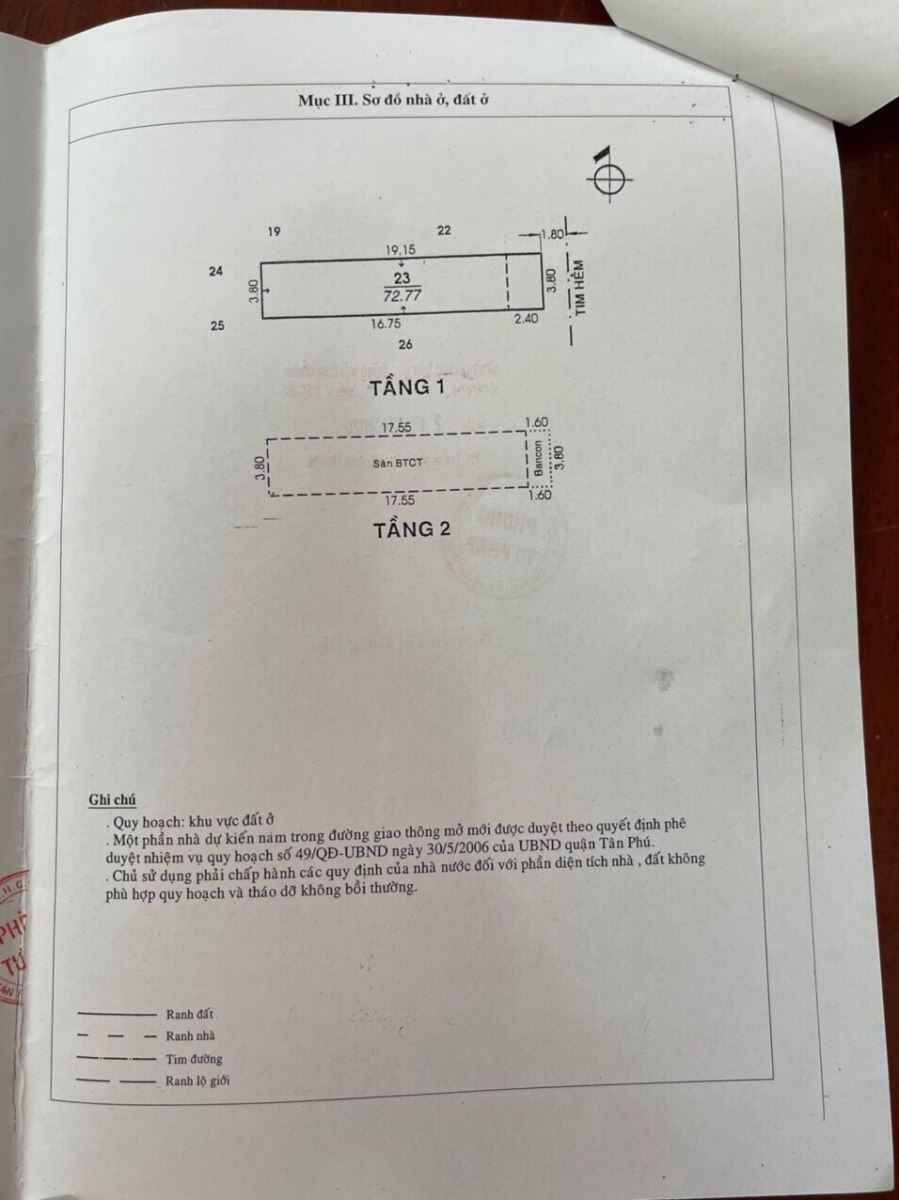 Mục III. Sơ đồ nhà ở, đất ở
19
22
1.80
19.15
24
3.80
23
72.77
3.80
TIM HẺM
25
16.75
2.40
26
TẦNG 1
17.55
1.60
3.80
Sàn BTCT
Bancon
3.80
17.55
1.60
TẦNG 2
Ghi chú
. Quy hoạch: khu vực đất ở
. Một phần nhà dự kiến nằm trong đường giao thông mở mới được duyệt theo quyết định phê
duyệt nhiệm vụ quy hoạch số 49/QĐ-UBND ngày 30/5/2006 của UBND quận Tân Phú.
. Chủ sử dụng phải chấp hành các quy định của nhà nước đối với phần diện tích nhà , đất không
phù hợp quy hoạch và tháo dỡ không bồi thường.
Ranh đất
Ranh nhà
Tim đường
Ranh lộ giới